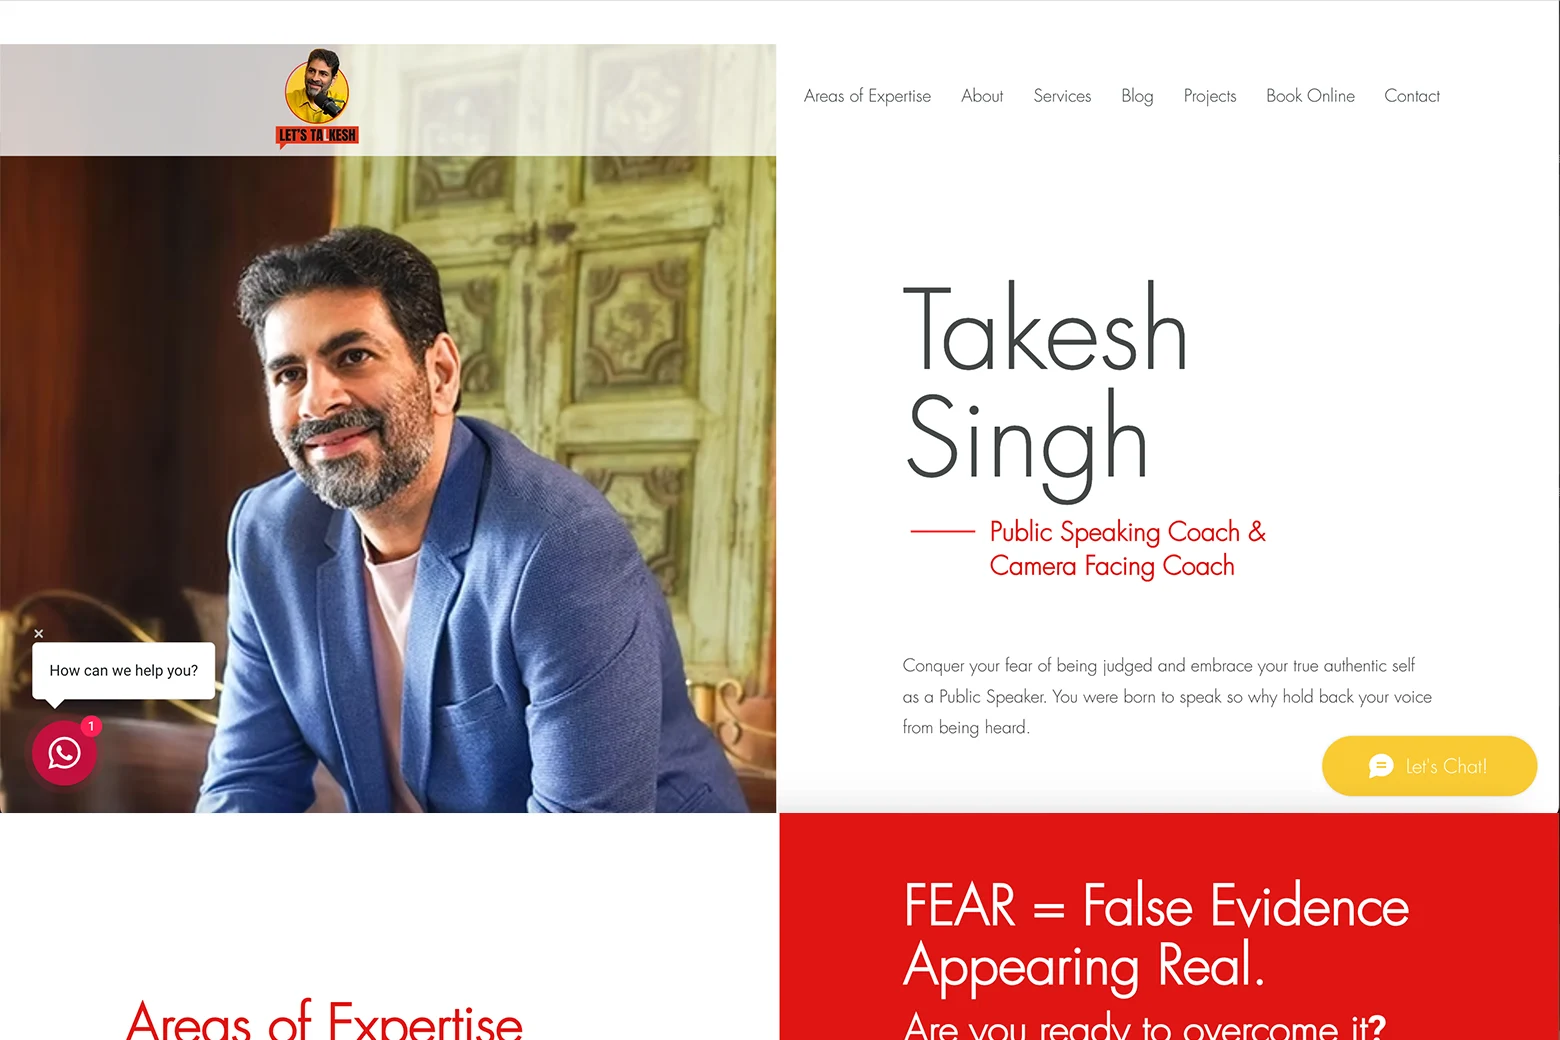 LET'S TALKESH
Areas of Expertise
About
Services
Blog
Projects
Book Online
Contact
Takesh
Singh
Public Speaking Coach &
Camera Facing Coach
Conquer your fear of being judged and embrace your true authentic self
as a Public Speaker. You were born to speak so why hold back your voice
from being heard.
How can we help you?
1
Let's Chat!
FEAR = False Evidence
Appearing Real.
Are you ready to overcome it?
Areas of Expertise